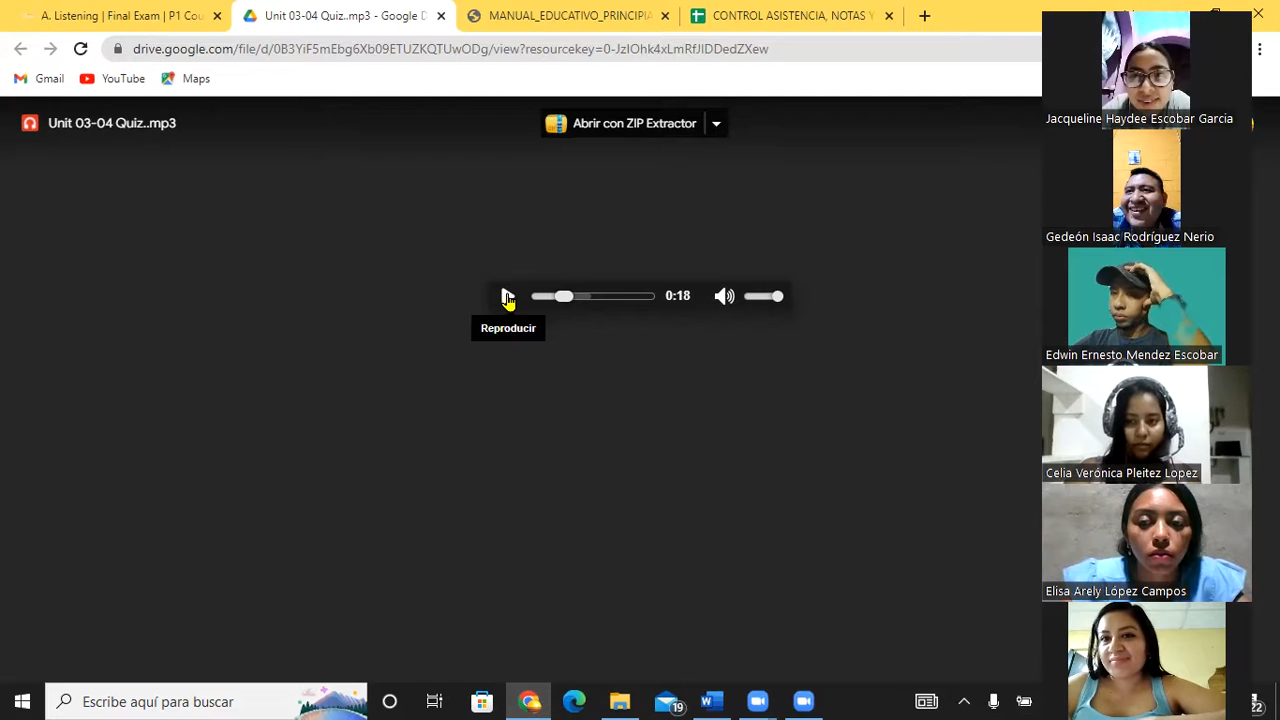 A. Listening | Final Exam | P1 Cou
Unit 03-04 Quiz..mp3 - Google D
MANUAL_EDUCATIVO_PRINCIPIA
CONTROL ASISTENCIA, NOTAS Y
drive.google.com/file/d/0B3YiF5mEbg6Xb09ETUZKQTUwODg/view?resourcekey=0-JzIOhk4xLmRfJIDDedZXew
Gmail
YouTube
Maps
Unit 03-04 Quiz..mp3
Abrir con ZIP Extractor
0:18
Reproducir
Jacqueline Haydee Escobar Garcia
Gedeón Isaac Rodríguez Nerio
Edwin Ernesto Mendez Escobar
Celia Verónica Pleitez Lopez
Elisa Arely López Campos
Escribe aquí para buscar
19
22